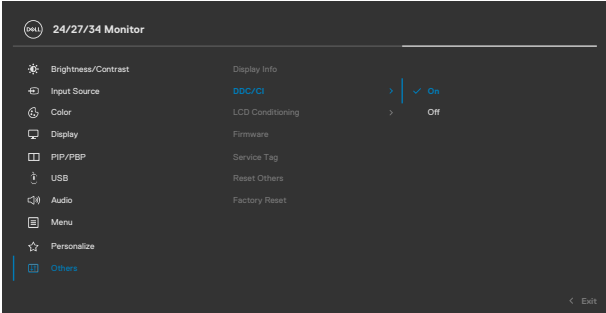 DELL 24/27/34 Monitor
Brightness/Contrast Display Info
Input Source DDC/CI > ✓ On
Color LCD Conditioning > Off
Display Firmware
PIP/PBP Service Tag
USB Reset Others
Audio Factory Reset
Menu
Personalize
Others
< Exit